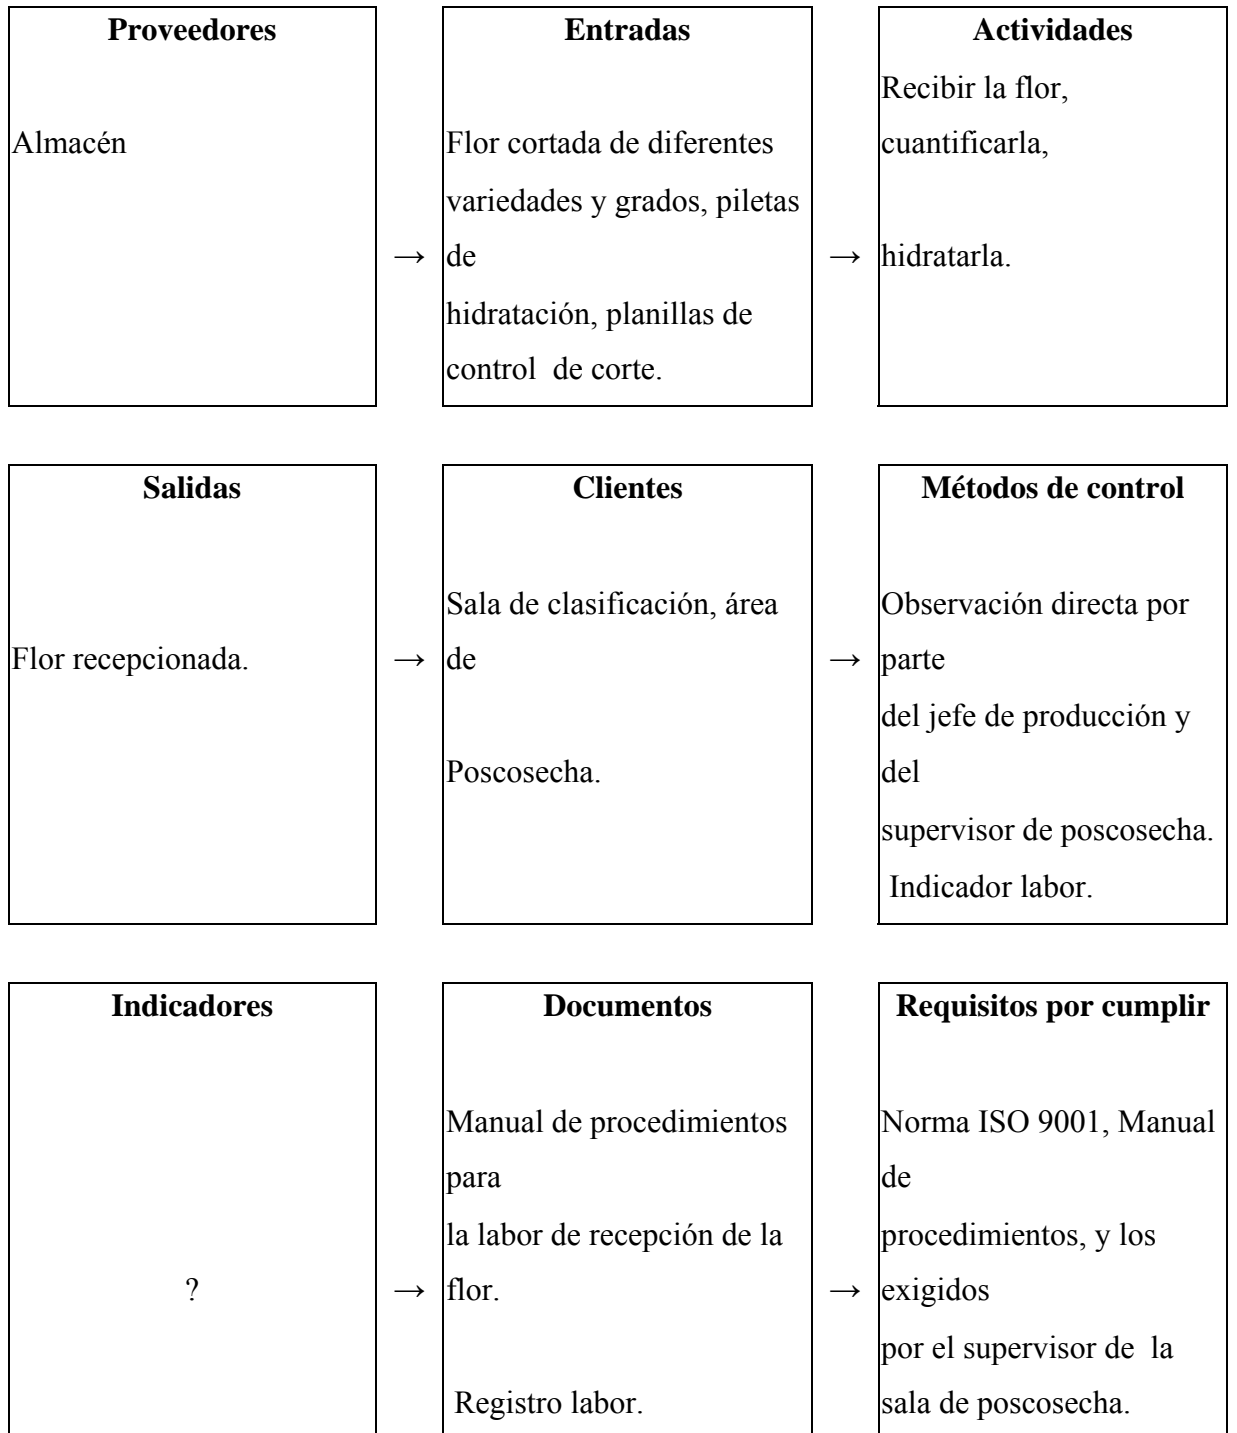 Proveedores
Almacén
→
Entradas
Flor cortada de diferentes
variedades y grados, piletas
de
hidratación, planillas de
control de corte.
→
Actividades
Recibir la flor,
cuantificarla,
hidratarla.
Salidas
Flor recepcionada.
→
Clientes
Sala de clasificación, área
de
Poscosecha.
→
Métodos de control
Observación directa por
parte
del jefe de producción y
del
supervisor de poscosecha.
Indicador labor.
Indicadores
?
→
Documentos
Manual de procedimientos
para
la labor de recepción de la
flor.
Registro labor.
→
Requisitos por cumplir
Norma ISO 9001, Manual
de
procedimientos, y los
exigidos
por el supervisor de la
sala de poscosecha.